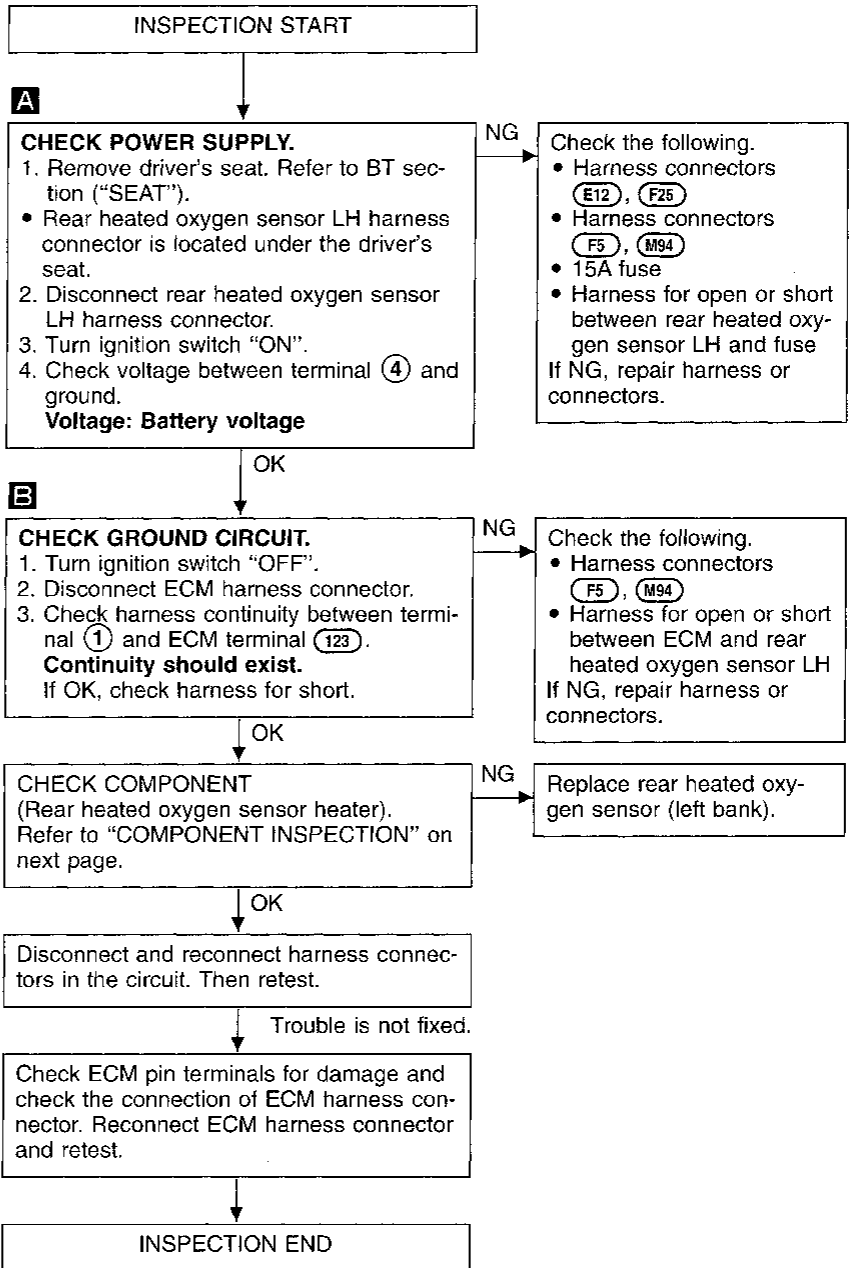 INSPECTION START
A
CHECK POWER SUPPLY.
1. Remove driver's seat. Refer to BT sec-
tion ("SEAT").
• Rear heated oxygen sensor LH harness
connector is located under the driver's
seat.
2. Disconnect rear heated oxygen sensor
LH harness connector.
3. Turn ignition switch "ON".
4. Check voltage between terminal 4 and
ground.
Voltage: Battery voltage
NG
Check the following.
• Harness connectors
E12, F25
• Harness connectors
F5, M94
• 15A fuse
• Harness for open or short
between rear heated oxy-
gen sensor LH and fuse
If NG, repair harness or
connectors.
OK
B
CHECK GROUND CIRCUIT.
1. Turn ignition switch "OFF".
2. Disconnect ECM harness connector.
3. Check harness continuity between termi-
nal 1 and ECM terminal 123.
Continuity should exist.
If OK, check harness for short.
NG
Check the following.
• Harness connectors
F5, M94
• Harness for open or short
between ECM and rear
heated oxygen sensor LH
If NG, repair harness or
connectors.
OK
CHECK COMPONENT
(Rear heated oxygen sensor heater).
Refer to "COMPONENT INSPECTION" on
next page.
NG
Replace rear heated oxy-
gen sensor (left bank).
OK
Disconnect and reconnect harness connec-
tors in the circuit. Then retest.
Trouble is not fixed.
Check ECM pin terminals for damage and
check the connection of ECM harness con-
nector. Reconnect ECM harness connector
and retest.
INSPECTION END